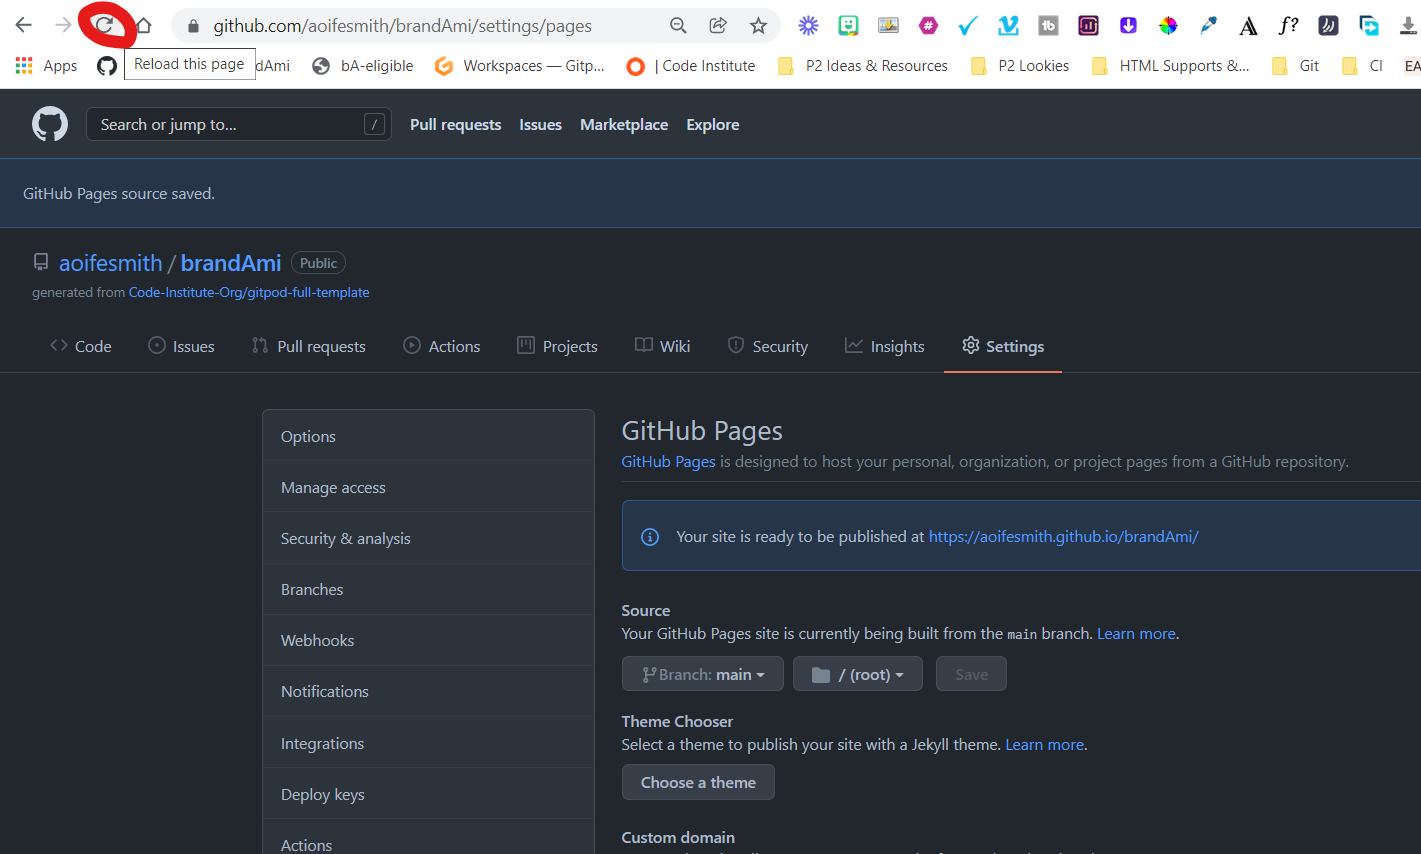 github.com/aoifesmith/brandAmi/settings/pages
Apps
Reload this page
dAmi
bA-eligible
Workspaces — Gitp...
| Code Institute
P2 Ideas & Resources
P2 Lookies
HTML Supports &...
Git
CI
EA
Search or jump to...
/
Pull requests
Issues
Marketplace
Explore
GitHub Pages source saved.
aoifesmith / brandAmi
Public
generated from Code-Institute-Org/gitpod-full-template
Code
Issues
Pull requests
Actions
Projects
Wiki
Security
Insights
Settings
Options
Manage access
Security & analysis
Branches
Webhooks
Notifications
Integrations
Deploy keys
Actions
GitHub Pages
GitHub Pages is designed to host your personal, organization, or project pages from a GitHub repository.
Your site is ready to be published at https://aoifesmith.github.io/brandAmi/
Source
Your GitHub Pages site is currently being built from the main branch. Learn more.
Branch: main
/ (root)
Save
Theme Chooser
Select a theme to publish your site with a Jekyll theme. Learn more.
Choose a theme
Custom domain